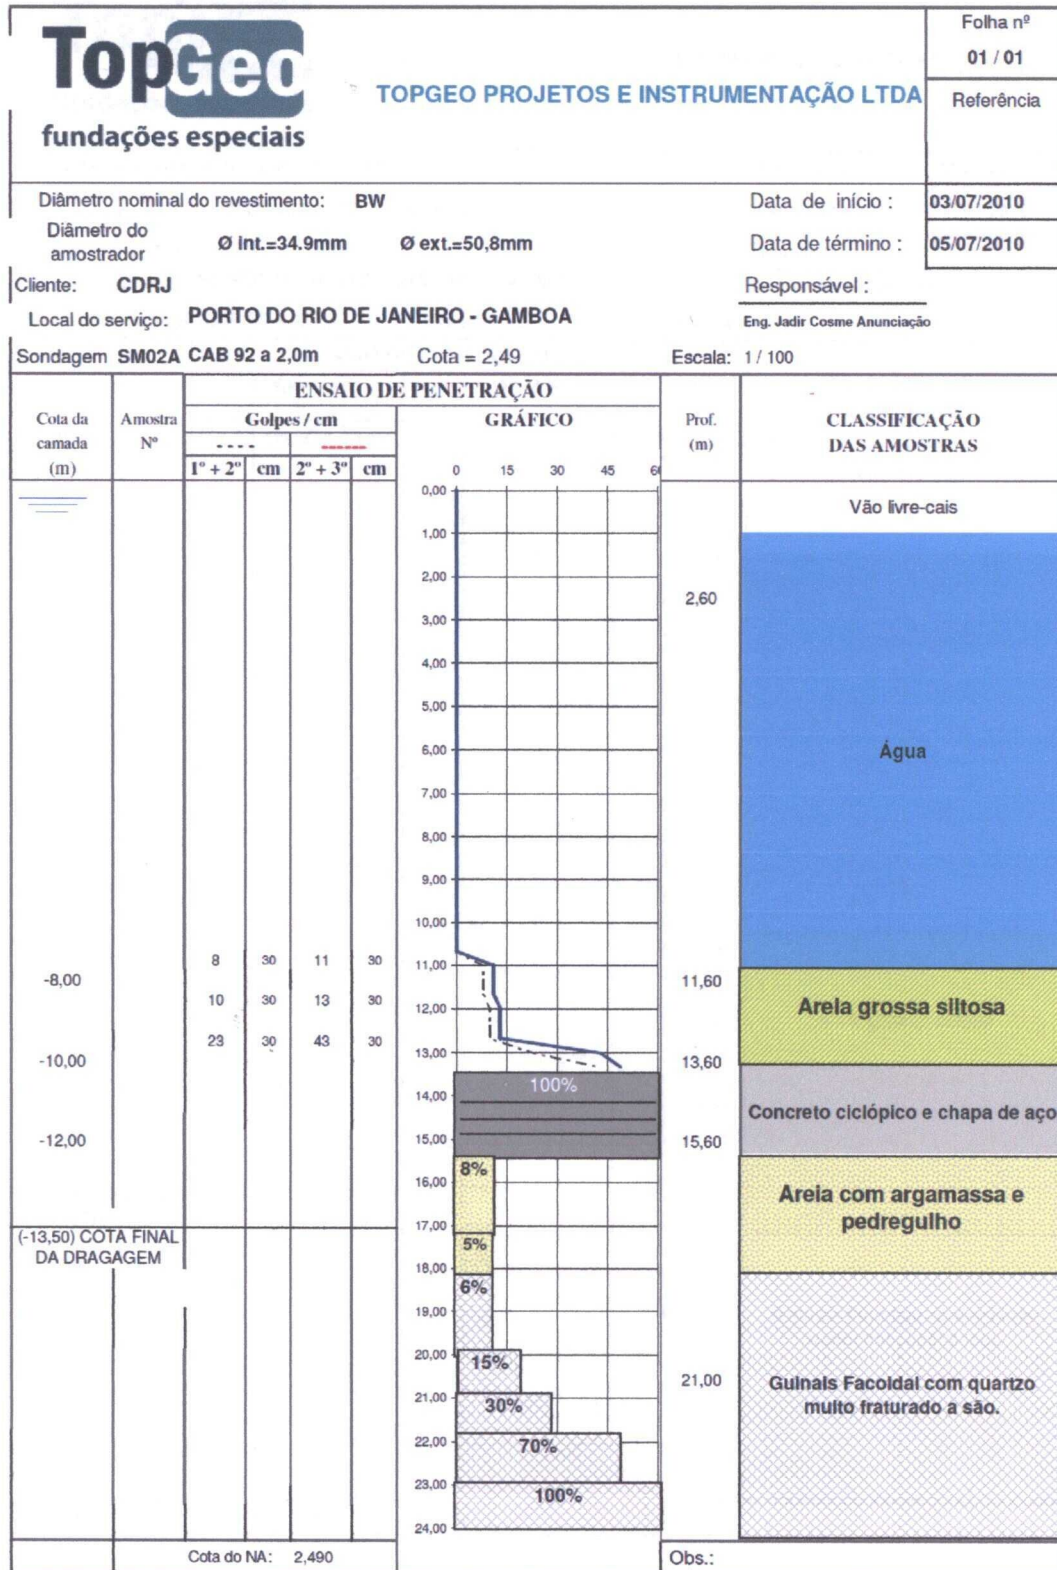 TopGeo
fundações especiais
TOPGEO PROJETOS E INSTRUMENTAÇÃO LTDA
Folha nº
01 / 01
Referência
Diâmetro nominal do revestimento: BW
Data de início : 03/07/2010
Diâmetro do amostrador Ø int.=34.9mm Ø ext.=50,8mm
Data de término : 05/07/2010
Cliente: CDRJ
Responsável :
Local do serviço: PORTO DO RIO DE JANEIRO - GAMBOA
Eng. Jadir Cosme Anunciação
Sondagem SM02A CAB 92 a 2,0m Cota = 2,49 Escala: 1 / 100
ENSAIO DE PENETRAÇÃO
Cota da camada (m)
Amostra Nº
Golpes / cm
GRÁFICO
Prof. (m)
CLASSIFICAÇÃO
DAS AMOSTRAS
1º + 2º cm 2º + 3º cm
0 15 30 45 6
0,00
Vão livre-cais
1,00
2,00
2,60
3,00
4,00
5,00
6,00
Água
7,00
8,00
9,00
10,00
8 30 11 30
11,00
-8,00
11,60
10 30 13 30
Areia grossa siltosa
12,00
23 30 43 30
13,00
-10,00
13,60
100%
14,00
Concreto ciclópico e chapa de aço
-12,00
15,00
15,60
8%
16,00
Areia com argamassa e
pedregulho
17,00
(-13,50) COTA FINAL
DA DRAGAGEM
5%
18,00
6%
19,00
20,00
15%
21,00
21,00
Guinais Facoidal com quartzo
muito fraturado a são.
30%
22,00
70%
23,00
100%
24,00
Cota do NA: 2,490
Obs.: